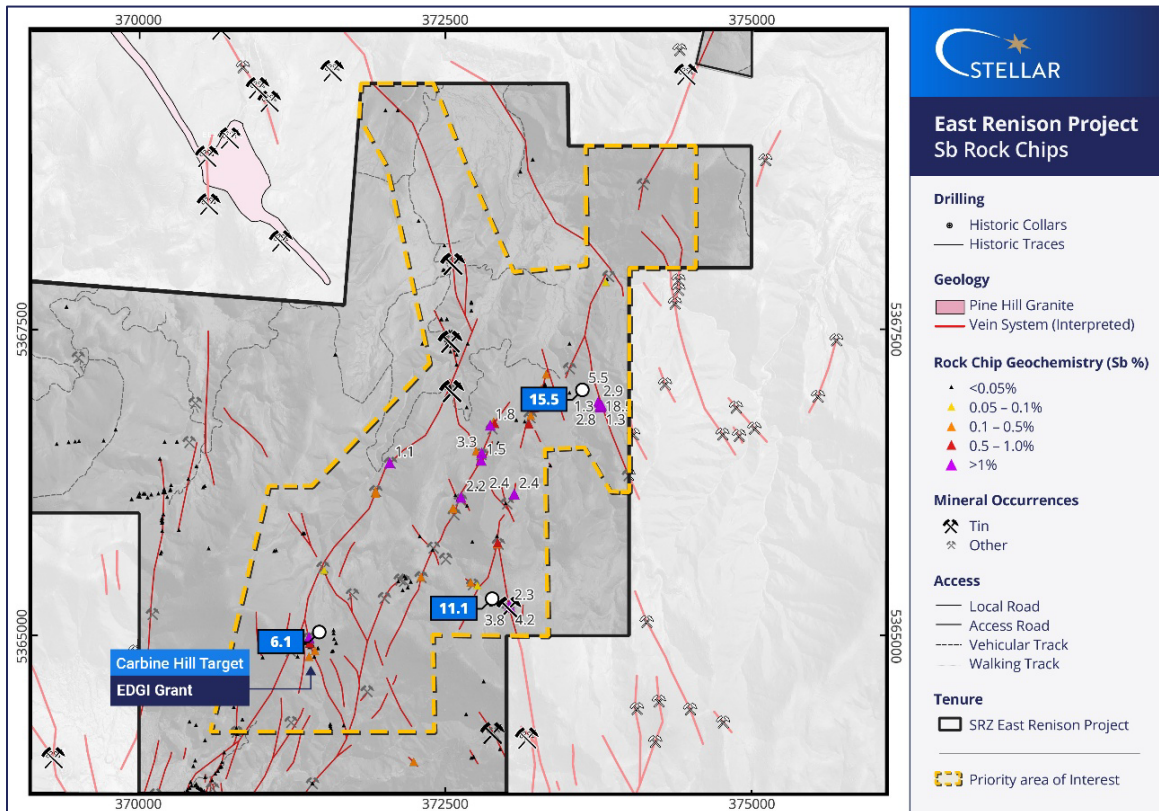 370000
372500
375000
5367500
5367500
5365000
5365000
15.5
5.5
2.9
1.3
18.
2.8
1.3
1.8
3.3
1.5
1.1
2.2
2.4
2.4
11.1
2.3
3.8
4.2
6.1
Carbine Hill Target
EDGI Grant
370000
372500
375000
STELLAR
East Renison Project
Sb Rock Chips
Drilling
Historic Collars
Historic Traces
Geology
Pine Hill Granite
Vein System (Interpreted)
Rock Chip Geochemistry (Sb %)
<0.05%
0.05 – 0.1%
0.1 – 0.5%
0.5 – 1.0%
>1%
Mineral Occurrences
Tin
Other
Access
Local Road
Access Road
Vehicular Track
Walking Track
Tenure
SRZ East Renison Project
Priority area of Interest